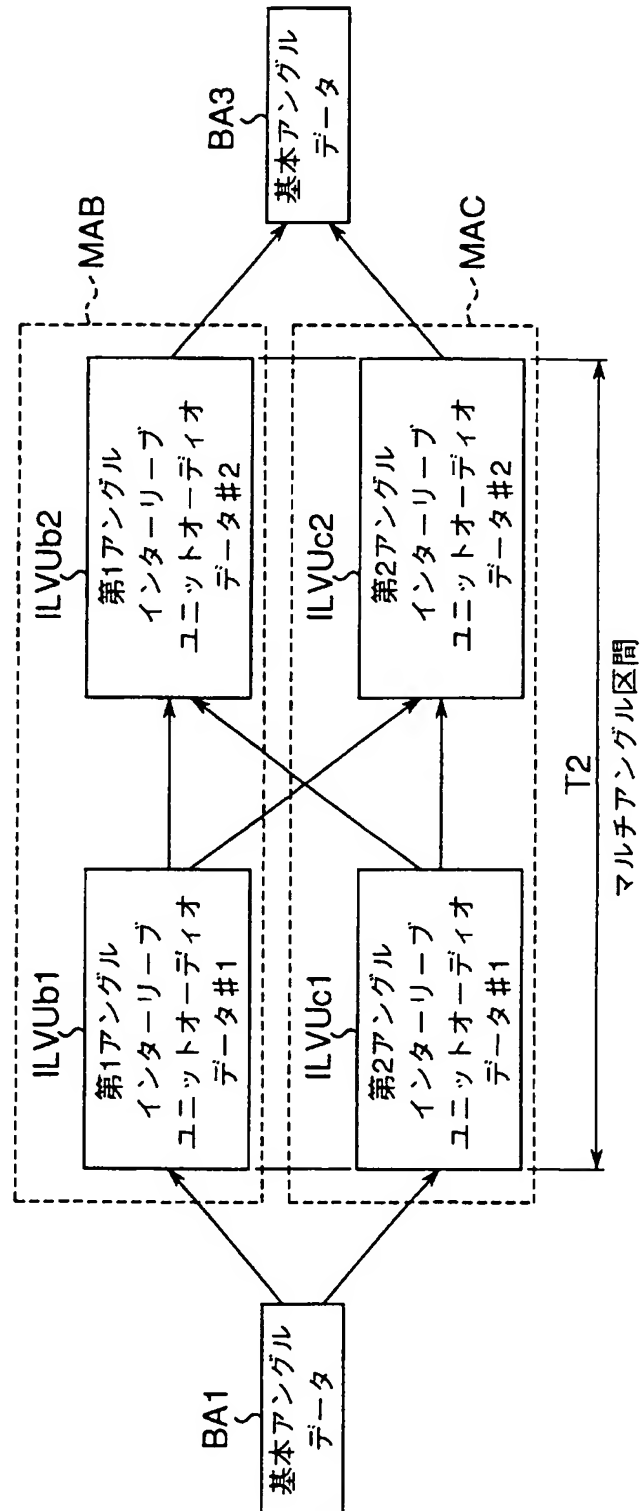 BA1
基本アングル
データ
MAB
ILVUb1
第1アングル
インターリーブ
ユニットオーディオ
データ#1
ILVUb2
第1アングル
インターリーブ
ユニットオーディオ
データ#2
MAC
ILVUc1
第2アングル
インターリーブ
ユニットオーディオ
データ#1
ILVUc2
第2アングル
インターリーブ
ユニットオーディオ
データ#2
BA3
基本アングル
データ
T2
マルチアングル区間